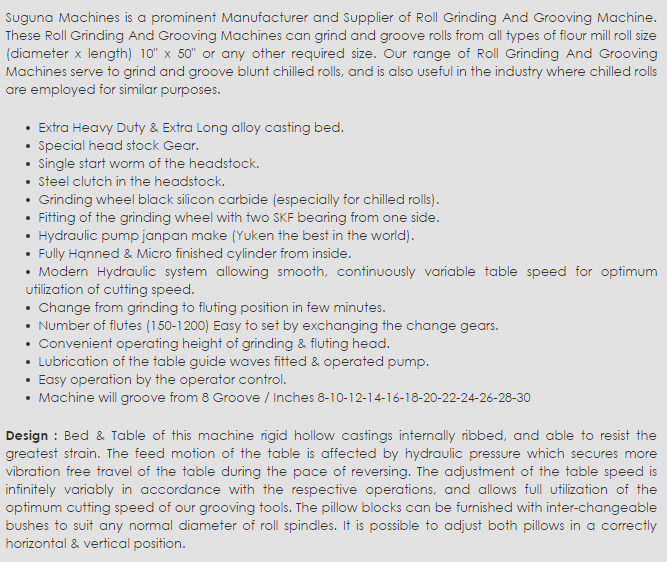 Suguna Machines is a prominent Manufacturer and Supplier of Roll Grinding And Grooving Machine.
These Roll Grinding And Grooving Machines can grind and groove rolls from all types of flour mill roll size
(diameter x length) 10" x 50" or any other required size. Our range of Roll Grinding And Grooving
Machines serve to grind and groove blunt chilled rolls, and is also useful in the industry where chilled rolls
are employed for similar purposes.
• Extra Heavy Duty & Extra Long alloy casting bed.
• Special head stock Gear.
• Single start worm of the headstock.
• Steel clutch in the headstock.
• Grinding wheel black silicon carbide (especially for chilled rolls).
• Fitting of the grinding wheel with two SKF bearing from one side.
• Hydraulic pump janpan make (Yuken the best in the world).
• Fully Hqnned & Micro finished cylinder from inside.
• Modern Hydraulic system allowing smooth, continuously variable table speed for optimum
utilization of cutting speed.
• Change from grinding to fluting position in few minutes.
• Number of flutes (150-1200) Easy to set by exchanging the change gears.
• Convenient operating height of grinding & fluting head.
• Lubrication of the table guide waves fitted & operated pump.
• Easy operation by the operator control.
• Machine will groove from 8 Groove / Inches 8-10-12-14-16-18-20-22-24-26-28-30
Design : Bed & Table of this machine rigid hollow castings internally ribbed, and able to resist the
greatest strain. The feed motion of the table is affected by hydraulic pressure which secures more
vibration free travel of the table during the pace of reversing. The adjustment of the table speed is
infinitely variably in accordance with the respective operations, and allows full utilization of the
optimum cutting speed of our grooving tools. The pillow blocks can be furnished with inter-changeable
bushes to suit any normal diameter of roll spindles. It is possible to adjust both pillows in a correctly
horizontal & vertical position.